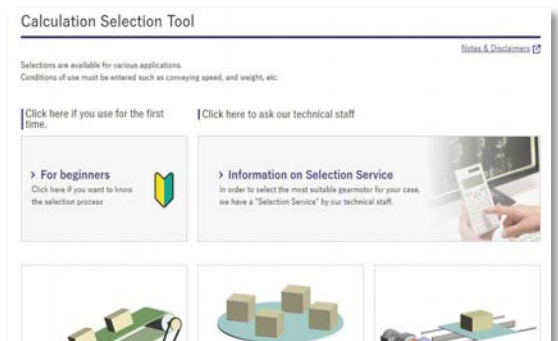 Calculation Selection Tool
Notes & Disclaimers
Selections are available for various applications.
Conditions of use must be entered such as conveying speed, and weight, etc.
Click here if you use for the first
time.
Click here to ask our technical staff
> For beginners
Click here if you want to know
the selection process
> Information on Selection Service
In order to select the most suitable gearmotor for your case,
we have a "Selection Service" by our technical staff.